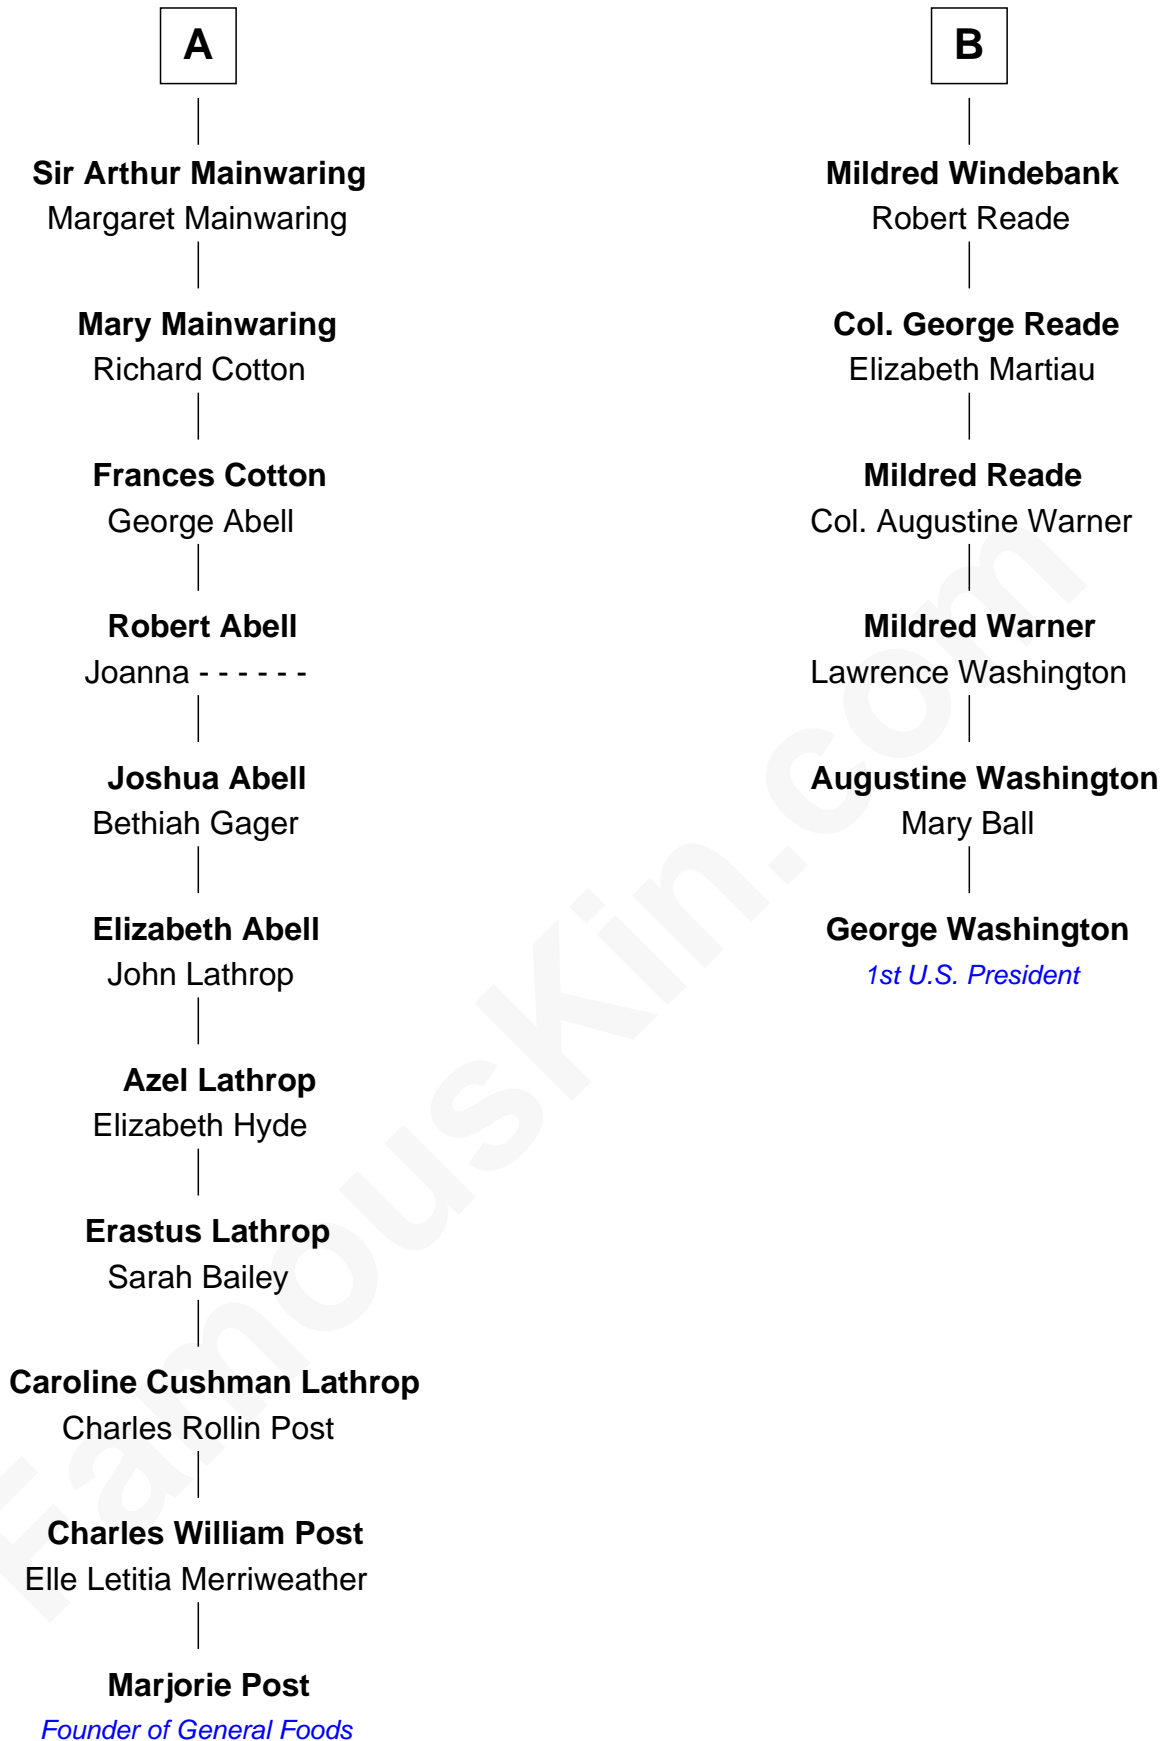 A
Sir Arthur Mainwaring
Margaret Mainwaring
Mary Mainwaring
Richard Cotton
Frances Cotton
George Abell
Robert Abell
Joanna - - - - - -
Joshua Abell
Bethiah Gager
Elizabeth Abell
John Lathrop
Azel Lathrop
Elizabeth Hyde
Erastus Lathrop
Sarah Bailey
Caroline Cushman Lathrop
Charles Rollin Post
Charles William Post
Elle Letitia Merriweather
Marjorie Post
Founder of General Foods
B
Mildred Windebank
Robert Reade
Col. George Reade
Elizabeth Martiau
Mildred Reade
Col. Augustine Warner
Mildred Warner
Lawrence Washington
Augustine Washington
Mary Ball
George Washington
1st U.S. President
FamousKin.com